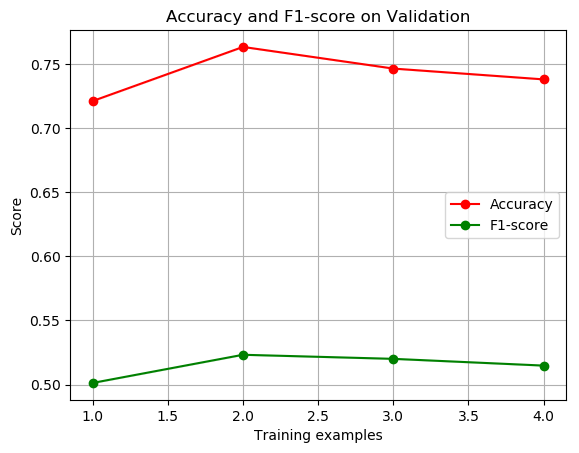 Accuracy and F1-score on Validation
0.75
0.70
0.65
0.60
0.55
0.50
Score
Accuracy
F1-score
1.0 1.5 2.0 2.5 3.0 3.5 4.0
Training examples